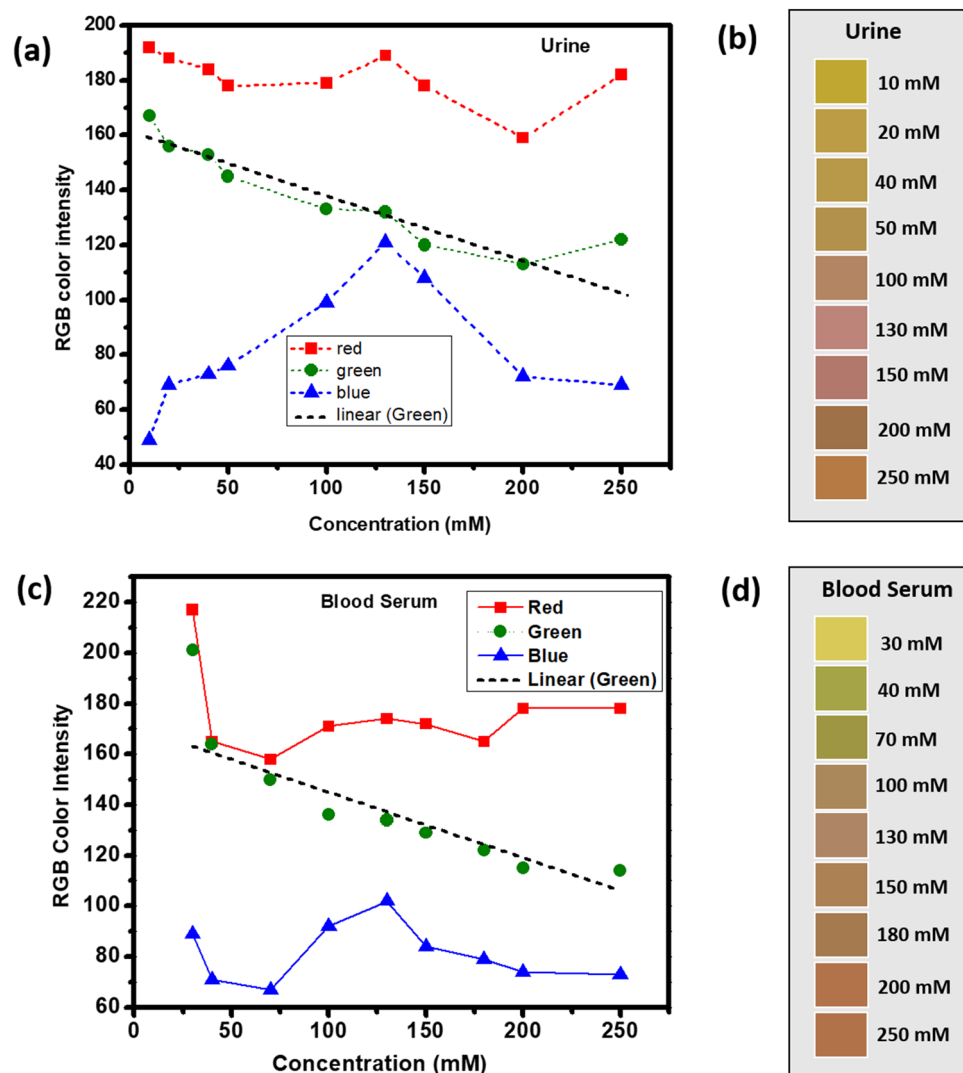 (a)
Urine
200
180
160
140
120
100
80
60
40
RGB color intensity
red
green
blue
linear (Green)
0 50 100 150 200 250
Concentration (mM)
(b)
Urine
10 mM
20 mM
40 mM
50 mM
100 mM
130 mM
150 mM
200 mM
250 mM
(c)
Blood Serum
220
200
180
160
140
120
100
80
60
RGB Color Intensity
Red
Green
Blue
Linear (Green)
0 50 100 150 200 250
Concentration (mM)
(d)
Blood Serum
30 mM
40 mM
70 mM
100 mM
130 mM
150 mM
180 mM
200 mM
250 mM